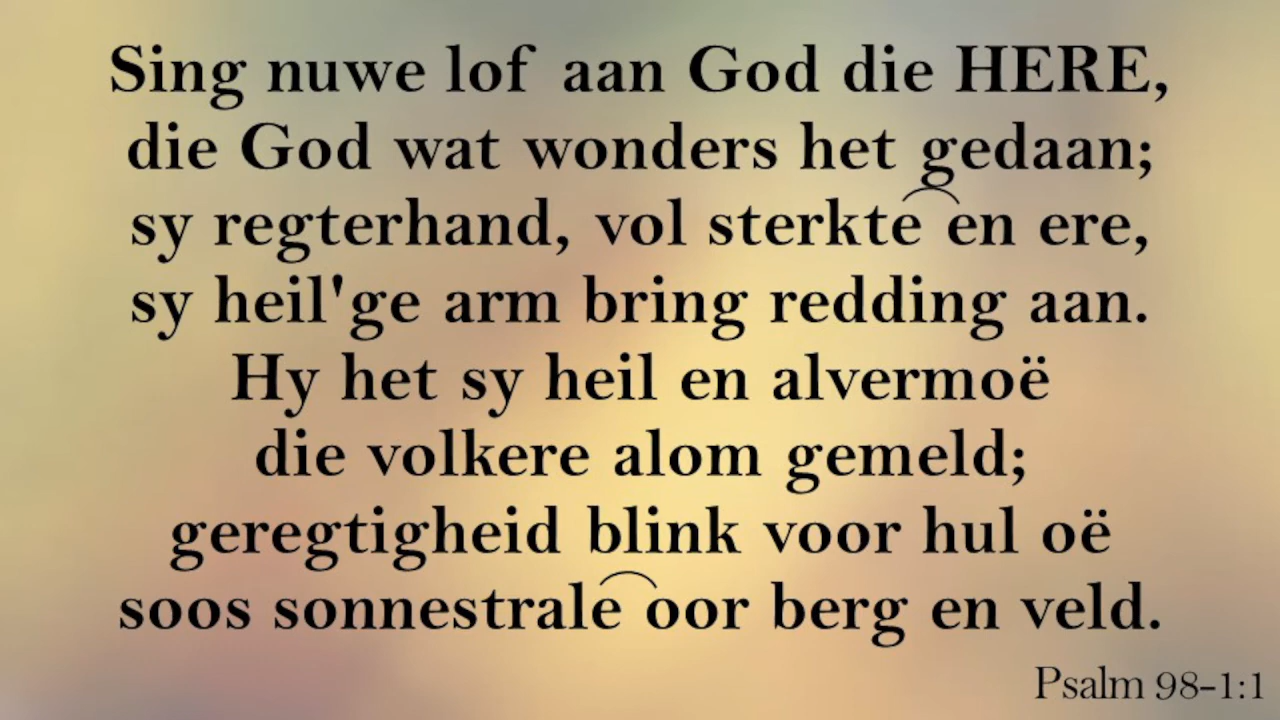 Sing nuwe lof aan God die HERE,
die God wat wonders het gedaan;
sy regterhand, vol sterkte͡ en ere,
sy heil'ge arm bring redding aan.
Hy het sy heil en alvermoë
die volkere alom gemeld;
geregtigheid blink voor hul oë
soos sonnestrale͡ oor berg en veld.
Psalm 98-1:1